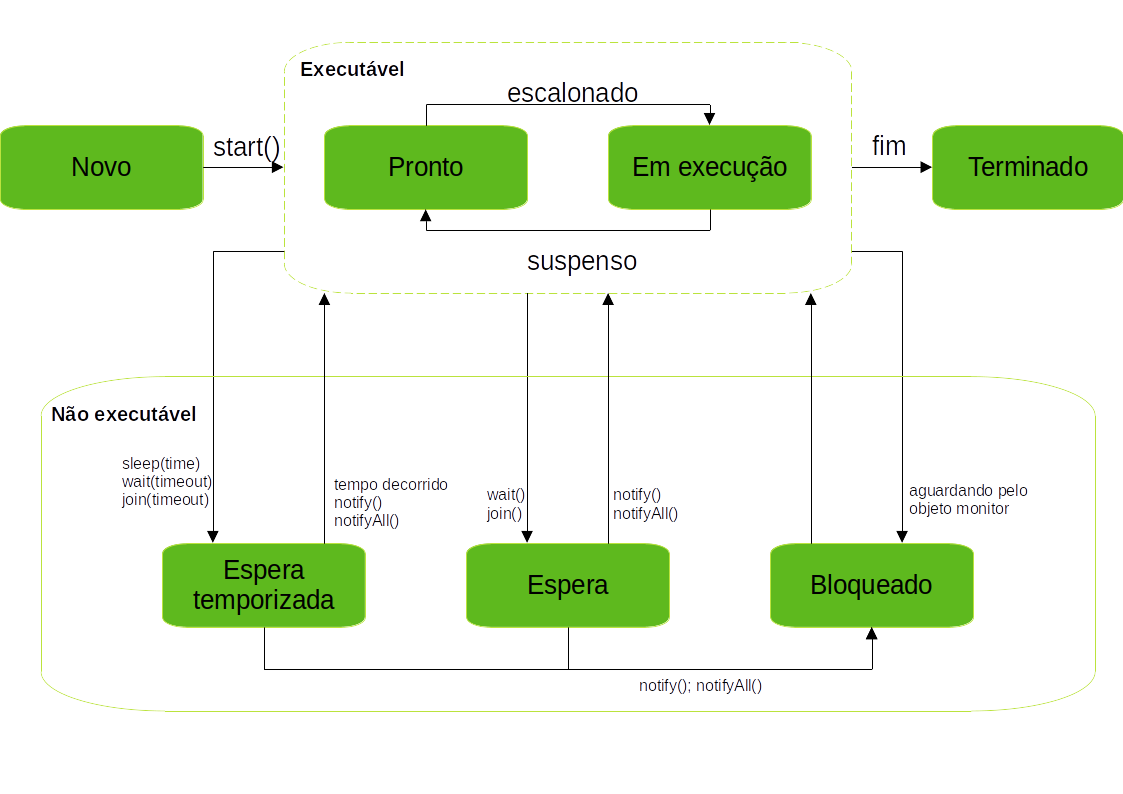 Executável
escalonado
Novo
start()
Pronto
Em execução
fim
Terminado
suspenso
Não executável
sleep(time)
wait(timeout)
join(timeout)
tempo decorrido
notify()
notifyAll()
wait()
join()
notify()
notifyAll()
aguardando pelo
objeto monitor
Espera
temporizada
Espera
Bloqueado
notify(); notifyAll()